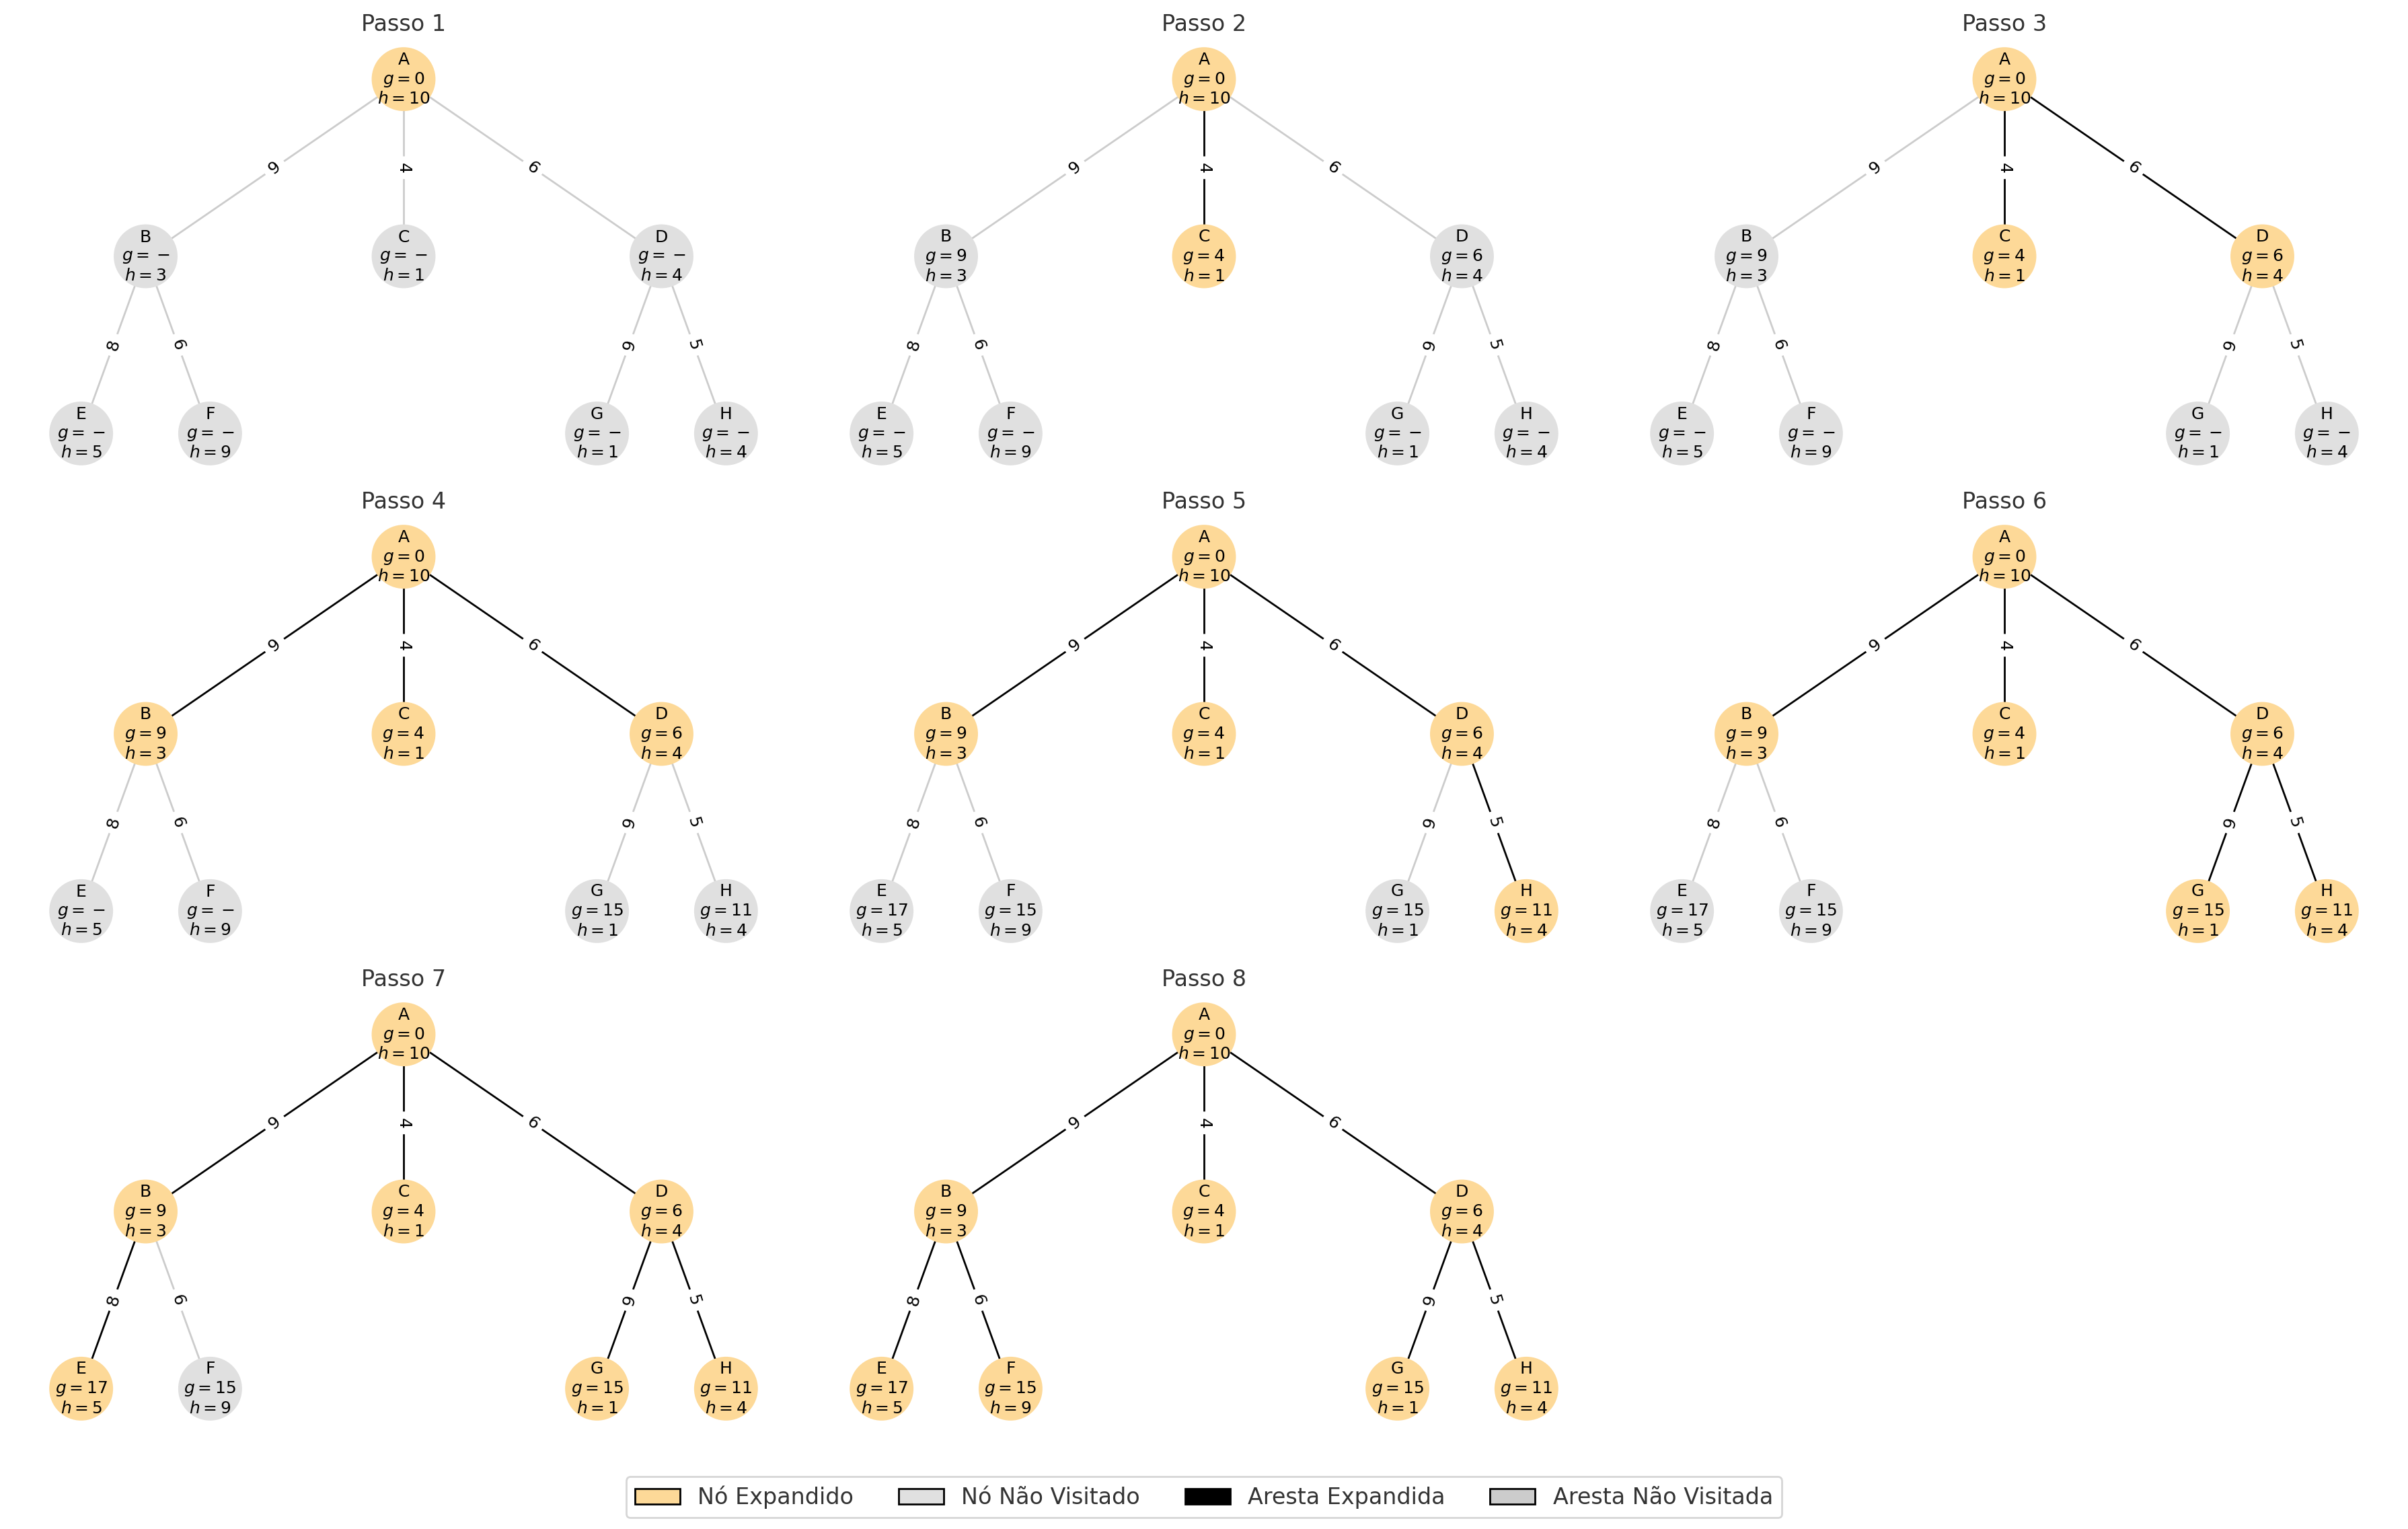 Passo 1
A
g = 0
h = 10
9
4
6
B
g = −
h = 3
C
g = −
h = 1
D
g = −
h = 4
8
6
9
5
E
g = −
h = 5
F
g = −
h = 9
G
g = −
h = 1
H
g = −
h = 4
Passo 2
A
g = 0
h = 10
9
4
6
B
g = 9
h = 3
C
g = 4
h = 1
D
g = 6
h = 4
8
6
9
5
E
g = −
h = 5
F
g = −
h = 9
G
g = −
h = 1
H
g = −
h = 4
Passo 3
A
g = 0
h = 10
9
4
6
B
g = 9
h = 3
C
g = 4
h = 1
D
g = 6
h = 4
8
6
9
5
E
g = −
h = 5
F
g = −
h = 9
G
g = −
h = 1
H
g = −
h = 4
Passo 4
A
g = 0
h = 10
9
4
6
B
g = 9
h = 3
C
g = 4
h = 1
D
g = 6
h = 4
8
6
9
5
E
g = −
h = 5
F
g = −
h = 9
G
g = 15
h = 1
H
g = 11
h = 4
Passo 5
A
g = 0
h = 10
9
4
6
B
g = 9
h = 3
C
g = 4
h = 1
D
g = 6
h = 4
8
6
9
5
E
g = 17
h = 5
F
g = 15
h = 9
G
g = 15
h = 1
H
g = 11
h = 4
Passo 6
A
g = 0
h = 10
9
4
6
B
g = 9
h = 3
C
g = 4
h = 1
D
g = 6
h = 4
8
6
9
5
E
g = 17
h = 5
F
g = 15
h = 9
G
g = 15
h = 1
H
g = 11
h = 4
Passo 7
A
g = 0
h = 10
9
4
6
B
g = 9
h = 3
C
g = 4
h = 1
D
g = 6
h = 4
8
6
9
5
E
g = 17
h = 5
F
g = 15
h = 9
G
g = 15
h = 1
H
g = 11
h = 4
Passo 8
A
g = 0
h = 10
9
4
6
B
g = 9
h = 3
C
g = 4
h = 1
D
g = 6
h = 4
8
6
9
5
E
g = 17
h = 5
F
g = 15
h = 9
G
g = 15
h = 1
H
g = 11
h = 4
Nó Expandido
Nó Não Visitado
Aresta Expandida
Aresta Não Visitada